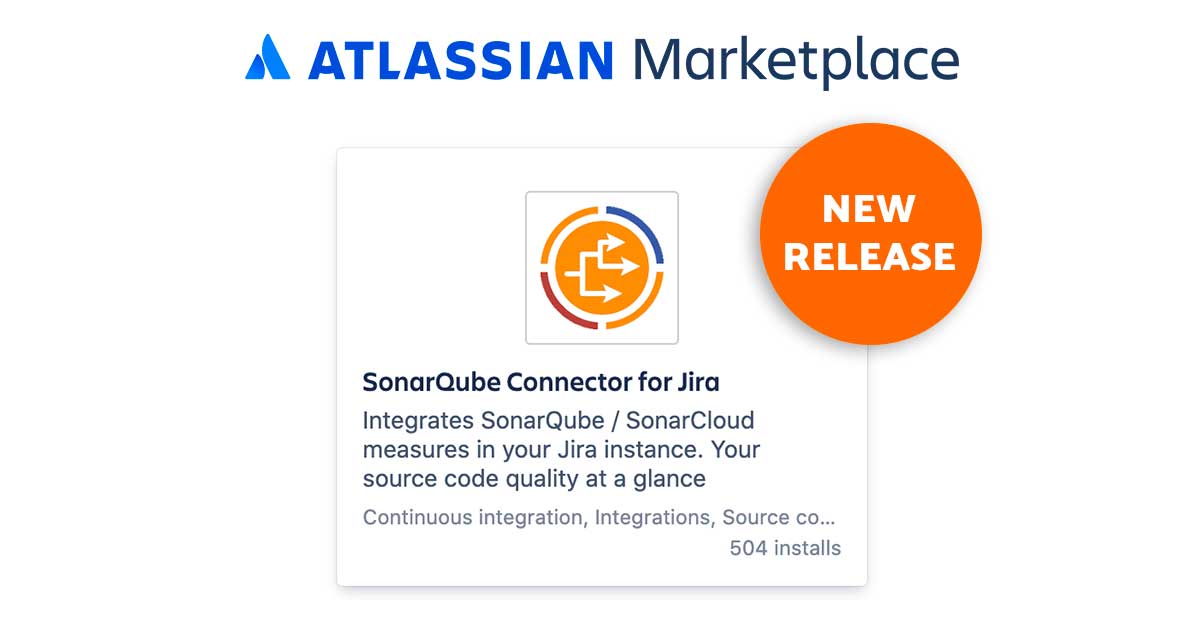 ATLASSIAN Marketplace
NEW
RELEASE
SonarQube Connector for Jira
Integrates SonarQube / SonarCloud
measures in your Jira instance. Your
source code quality at a glance
Continuous integration, Integrations, Source co...
504 installs